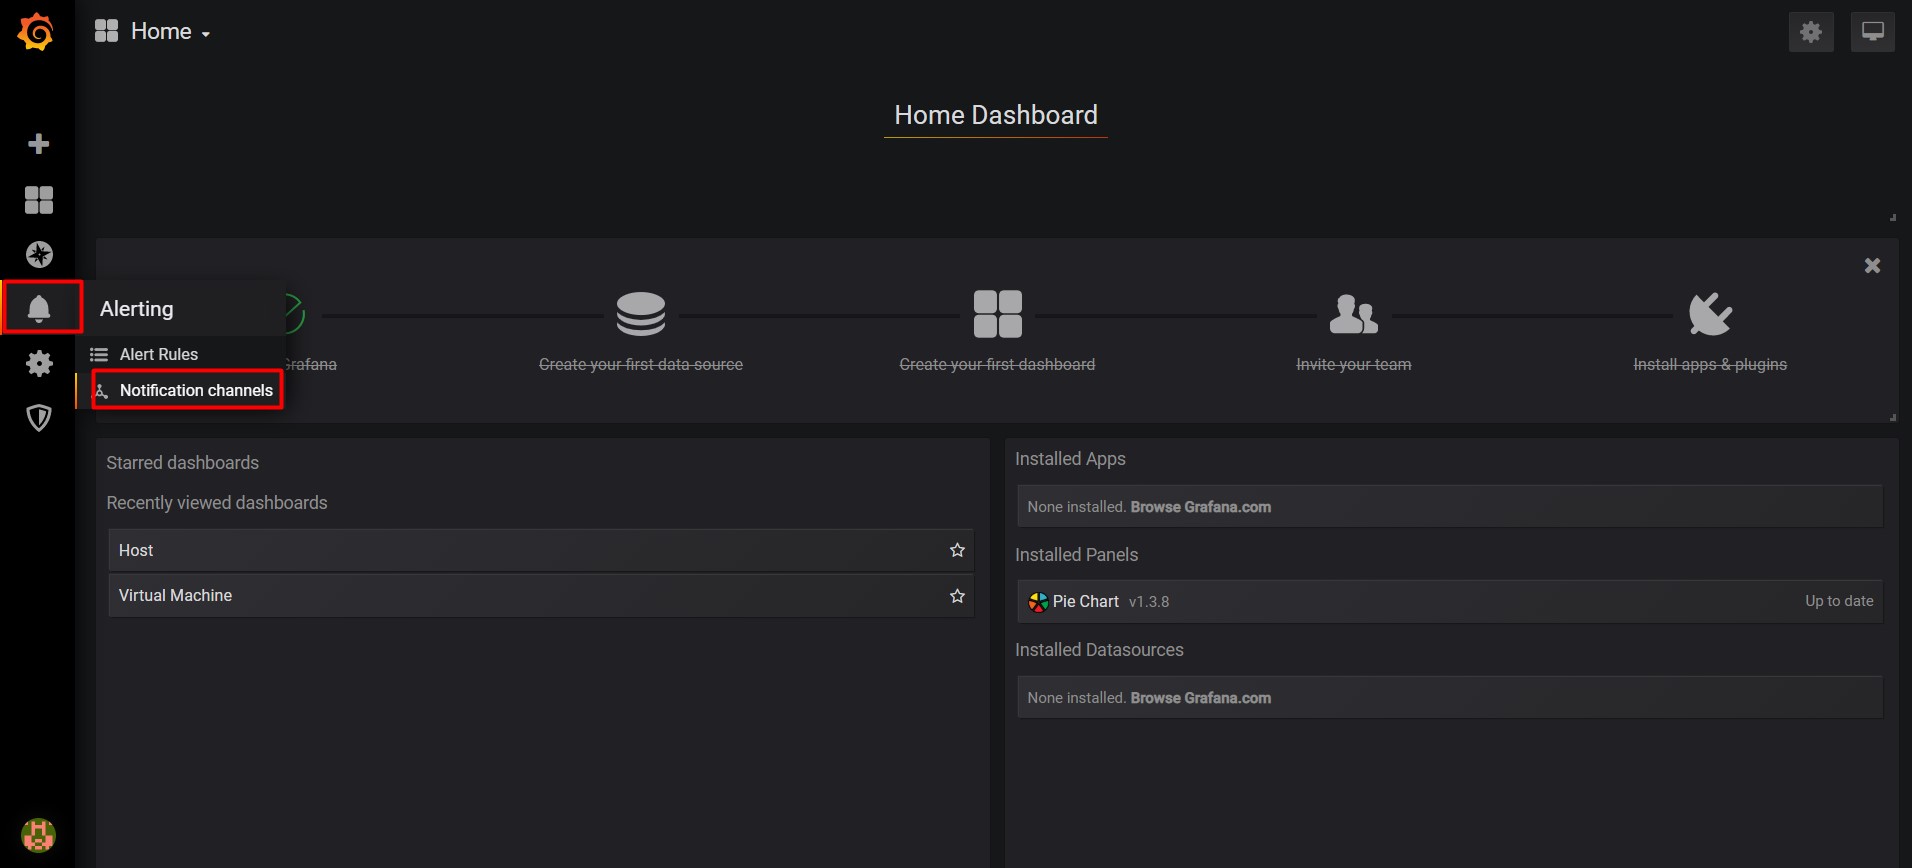 Home
Home Dashboard
Alerting
Alert Rules
Notification channels
Grafana
Create your first data source
Create your first dashboard
Invite your team
Install apps & plugins
Starred dashboards
Recently viewed dashboards
Host
Virtual Machine
Installed Apps
None installed. Browse Grafana.com
Installed Panels
Pie Chart v1.3.8
Up to date
Installed Datasources
None installed. Browse Grafana.com